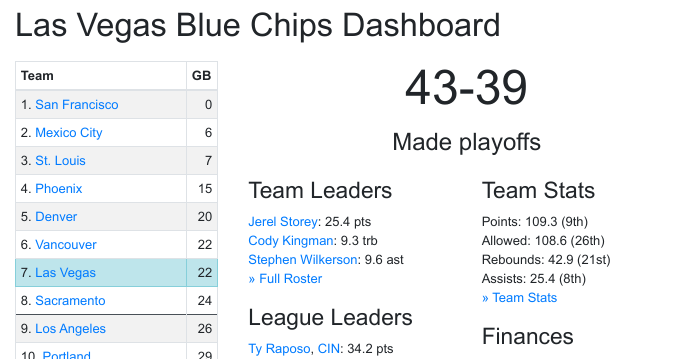 Las Vegas Blue Chips Dashboard
Team GB
1. San Francisco 0
2. Mexico City 6
3. St. Louis 7
4. Phoenix 15
5. Denver 20
6. Vancouver 22
7. Las Vegas 22
8. Sacramento 24
9. Los Angeles 26
10. Portland 29
43-39
Made playoffs
Team Leaders
Jerel Storey: 25.4 pts
Cody Kingman: 9.3 trb
Stephen Wilkerson: 9.6 ast
» Full Roster
League Leaders
Ty Raposo, CIN: 34.2 pts
Team Stats
Points: 109.3 (9th)
Allowed: 108.6 (26th)
Rebounds: 42.9 (21st)
Assists: 25.4 (8th)
» Team Stats
Finances